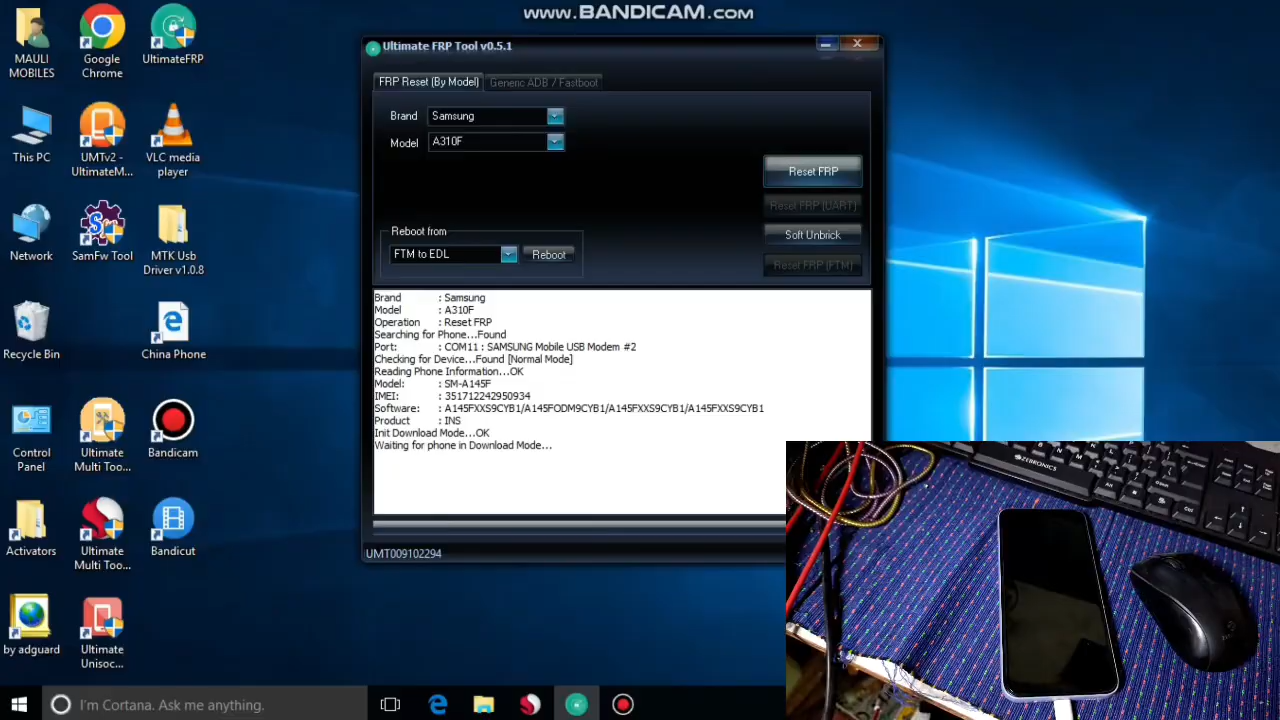 www.BANDICAM.com
MAULI
MOBILES
Google
Chrome
UltimateFRP
This PC
UMTv2 -
UltimateM...
VLC media
player
Network
SamFw Tool
MTK Usb
Driver v1.0.8
Recycle Bin
China Phone
Control
Panel
Ultimate
Multi Too...
Bandicam
Activators
Ultimate
Multi Too...
Bandicut
by adguard
Ultimate
Unisoc...
Ultimate FRP Tool v0.5.1
FRP Reset (By Model)
Generic ADB / Fastboot
Brand Samsung
Model A310F
Reset FRP
Reset FRP (UART)
Soft Unbrick
Reset FRP (FTM)
Reboot from
FTM to EDL
Reboot
Brand : Samsung
Model : A310F
Operation : Reset FRP
Searching for Phone...Found
Port: : COM11 : SAMSUNG Mobile USB Modem #2
Checking for Device...Found [Normal Mode]
Reading Phone Information...OK
Model: : SM-A145F
IMEI: : 351712242950934
Software: : A145FXXS9CYB1/A145FODM9CYB1/A145FXXS9CYB1/A145FXXS9CYB1
Product : INS
Init Download Mode...OK
Waiting for phone in Download Mode...
UMT009102294
ZEBRONICS
I'm Cortana. Ask me anything.